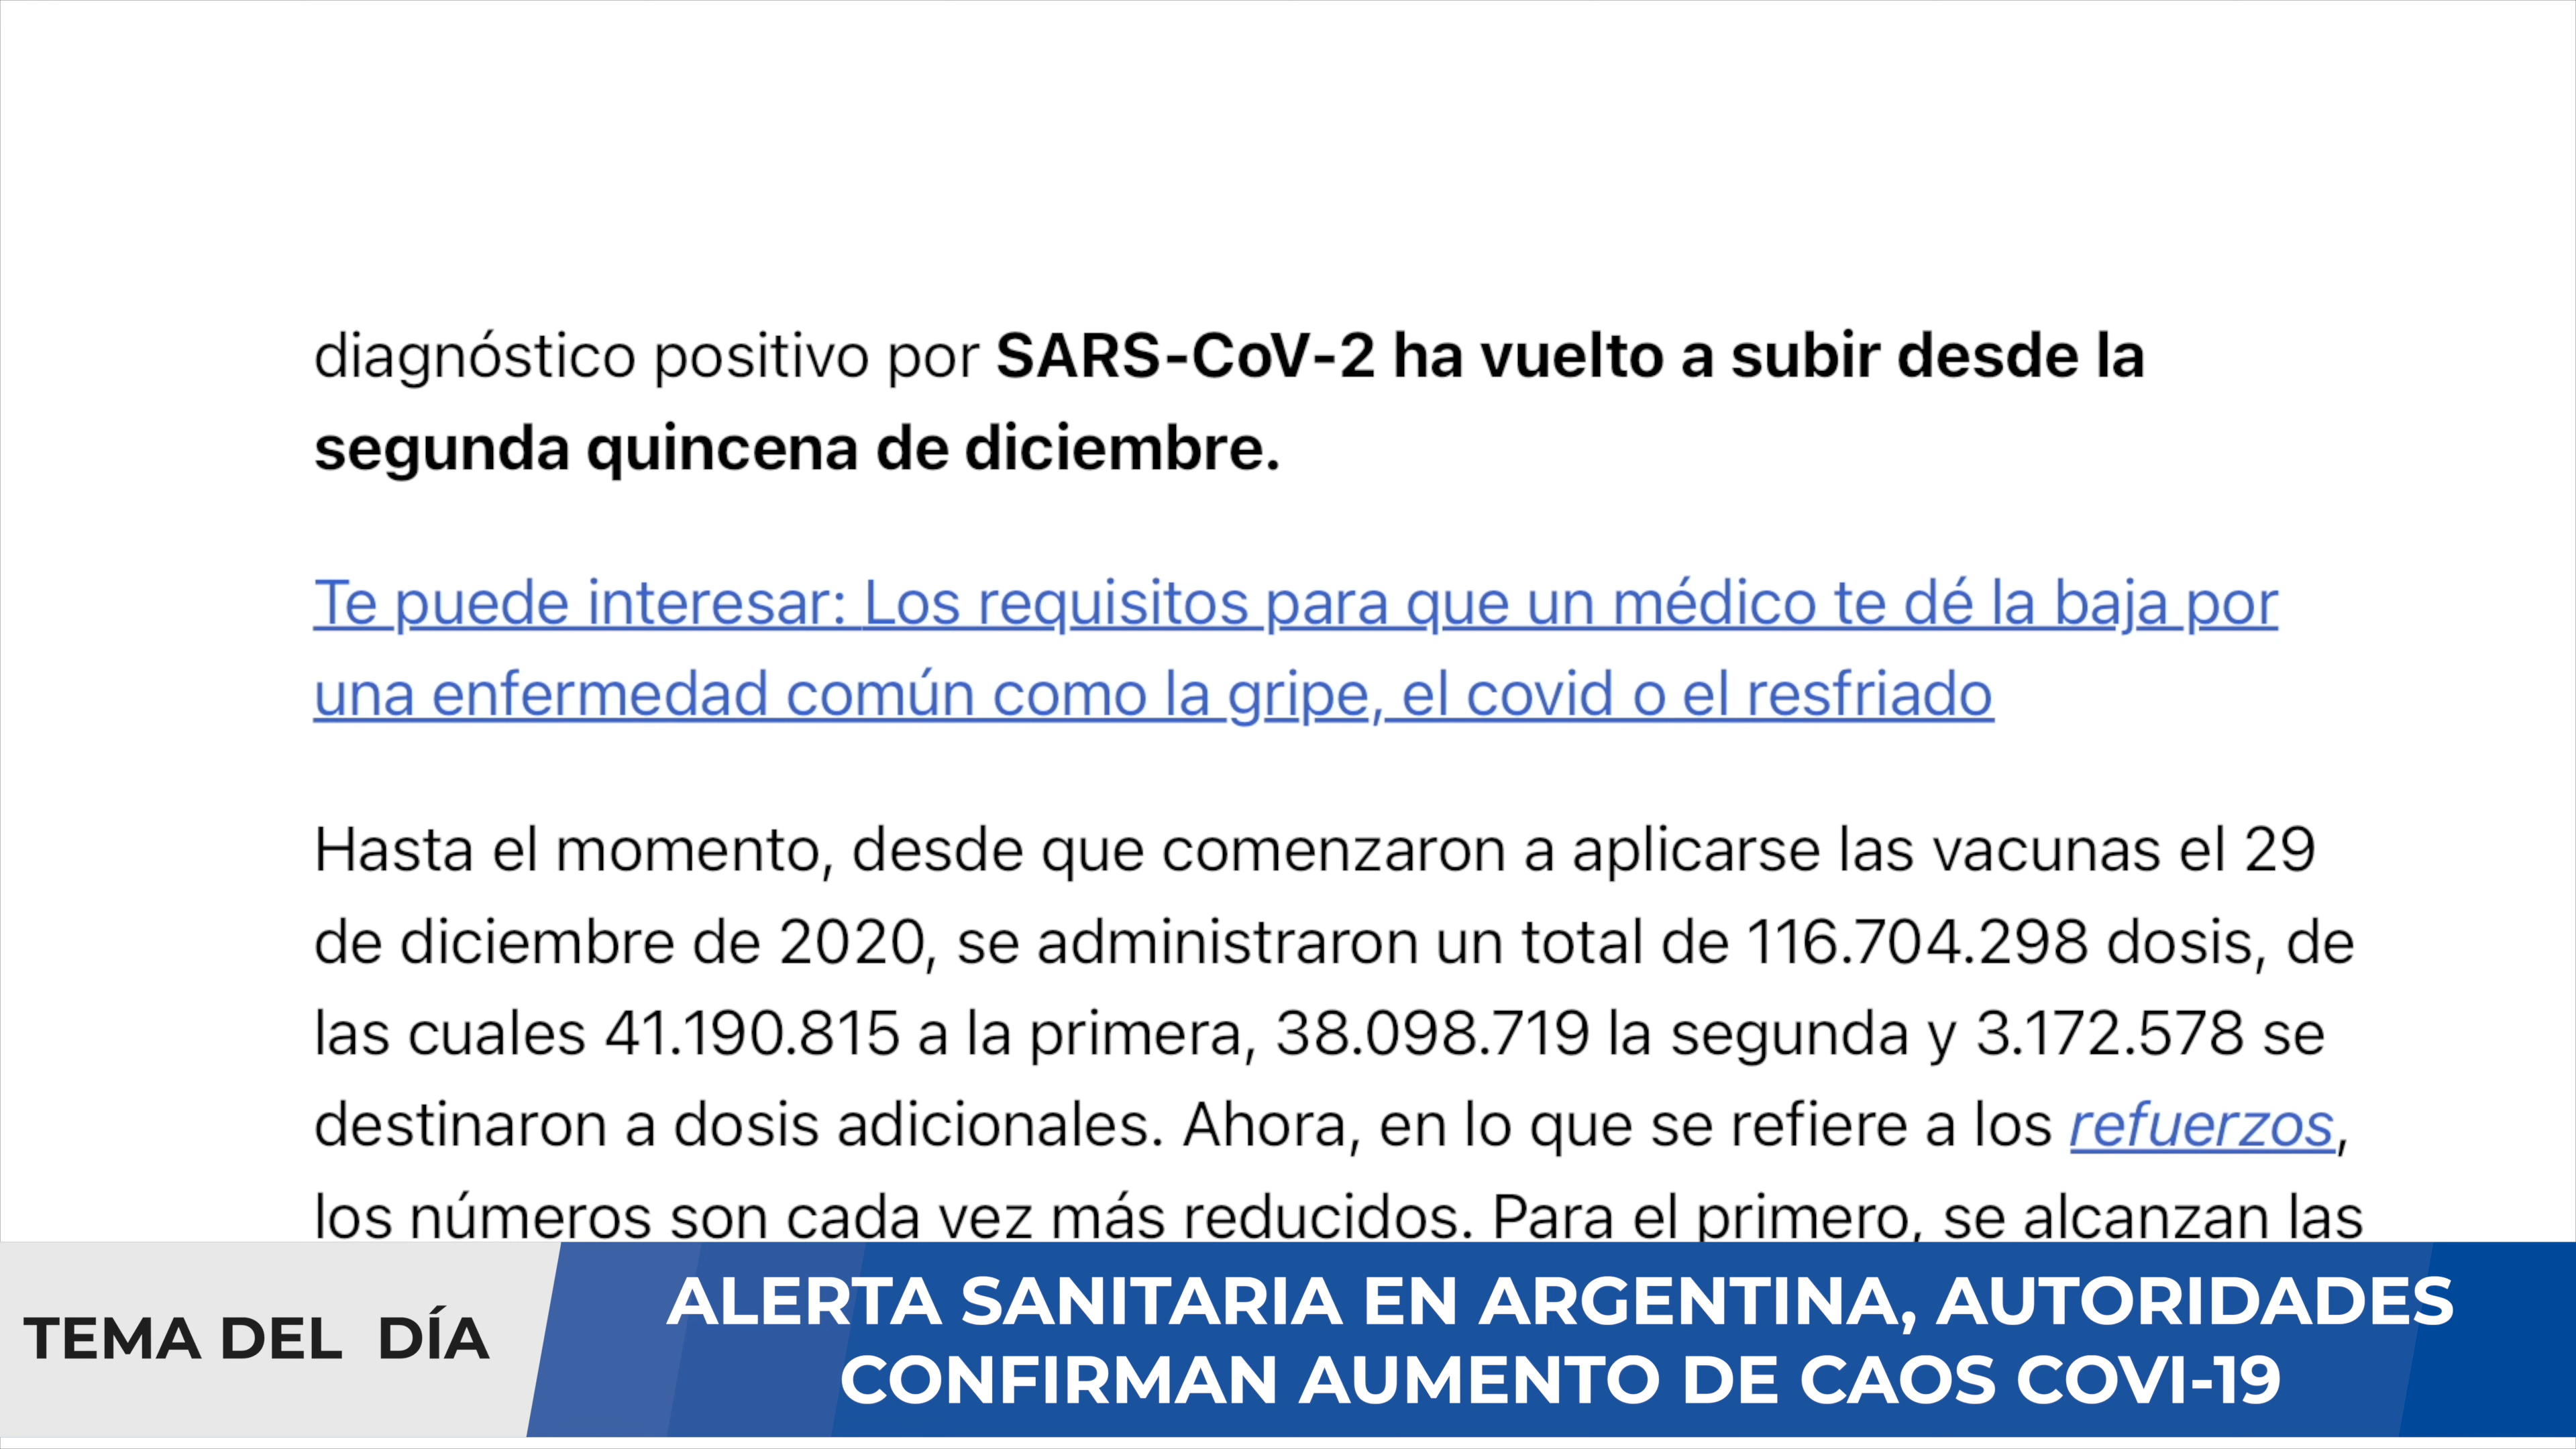 diagnóstico positivo por SARS-CoV-2 ha vuelto a subir desde la
segunda quincena de diciembre.
Te puede interesar: Los requisitos para que un médico te dé la baja por
una enfermedad común como la gripe, el covid o el resfriado
Hasta el momento, desde que comenzaron a aplicarse las vacunas el 29
de diciembre de 2020, se administraron un total de 116.704.298 dosis, de
las cuales 41.190.815 a la primera, 38.098.719 la segunda y 3.172.578 se
destinaron a dosis adicionales. Ahora, en lo que se refiere a los refuerzos,
los números son cada vez más reducidos. Para el primero, se alcanzan las
TEMA DEL DÍA
ALERTA SANITARIA EN ARGENTINA, AUTORIDADES
CONFIRMAN AUMENTO DE CAOS COVI-19